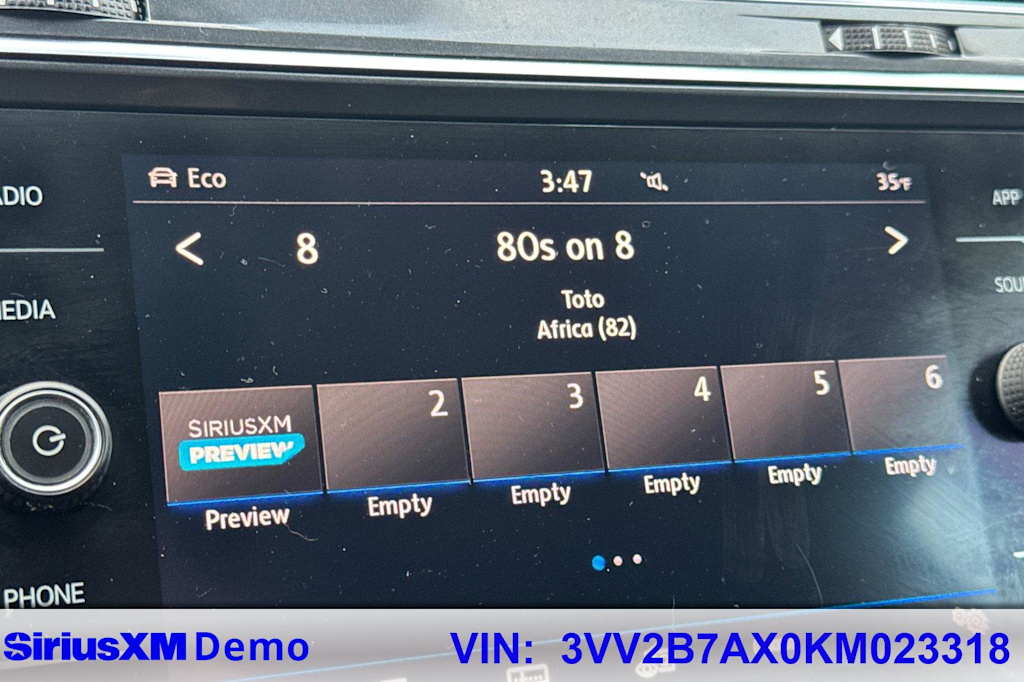 ADIO
Eco 3:47 35°F
APP
8 80s on 8
MEDIA
SOU
Toto
Africa (82)
2 3 4 5 6
SIRIUSXM
PREVIEW
Preview Empty Empty Empty Empty Empty
PHONE
SiriusXM Demo VIN: 3VV2B7AX0KM023318